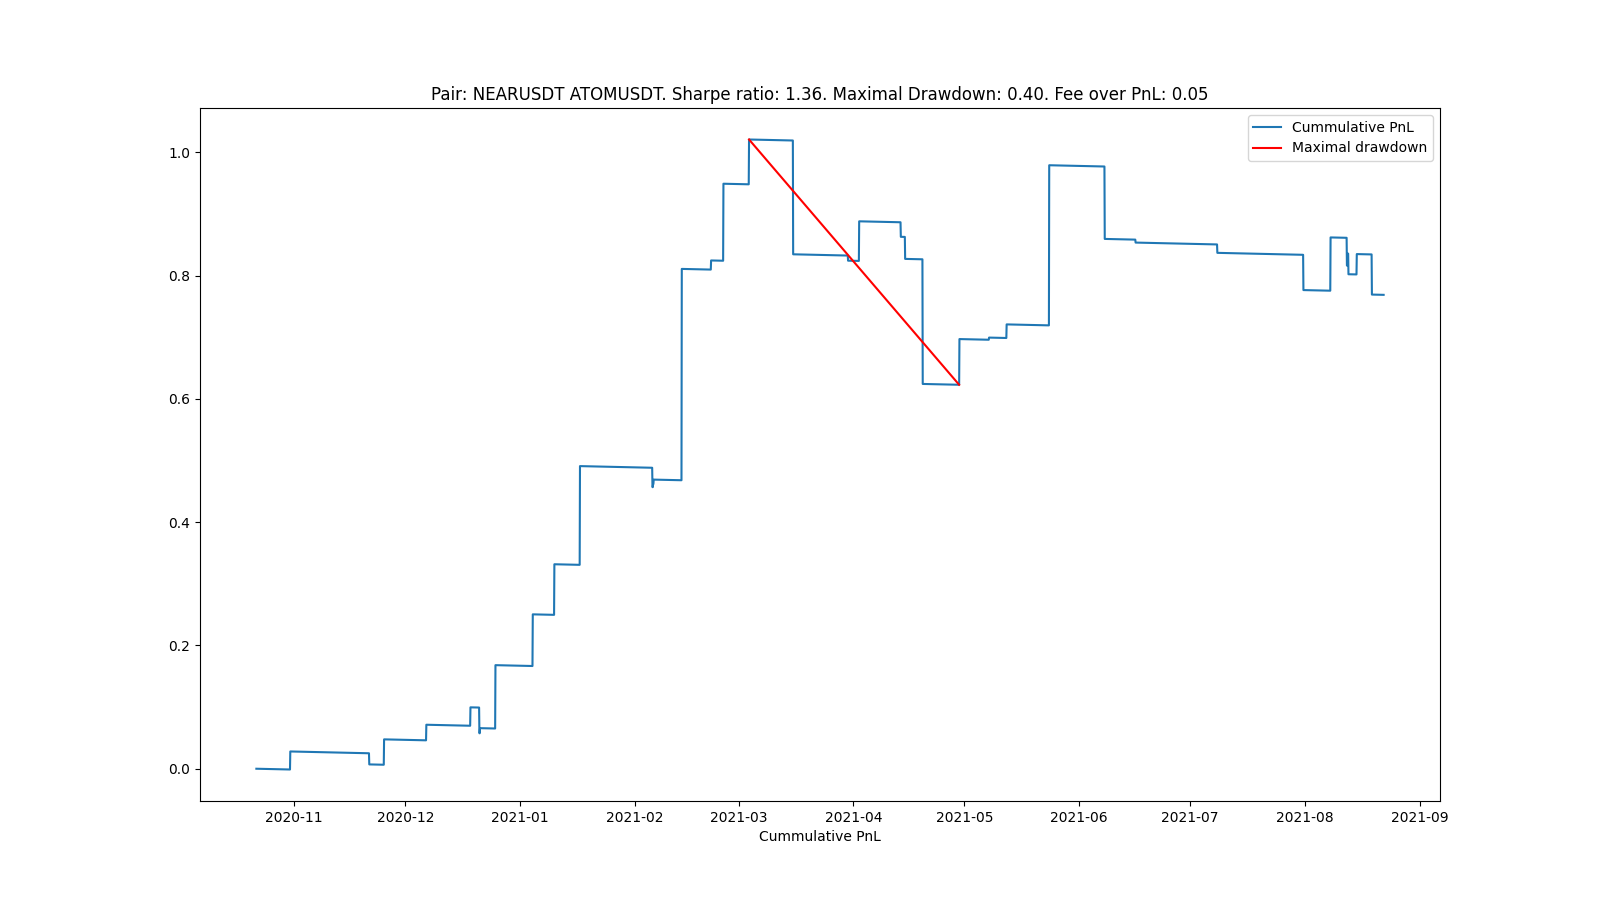 Pair: NEARUSDT ATOMUSDT. Sharpe ratio: 1.36. Maximal Drawdown: 0.40. Fee over PnL: 0.05
Cummulative PnL
Maximal drawdown
1.0
0.8
0.6
0.4
0.2
0.0
2020-11 2020-12 2021-01 2021-02 2021-03 2021-04 2021-05 2021-06 2021-07 2021-08 2021-09
Cummulative PnL